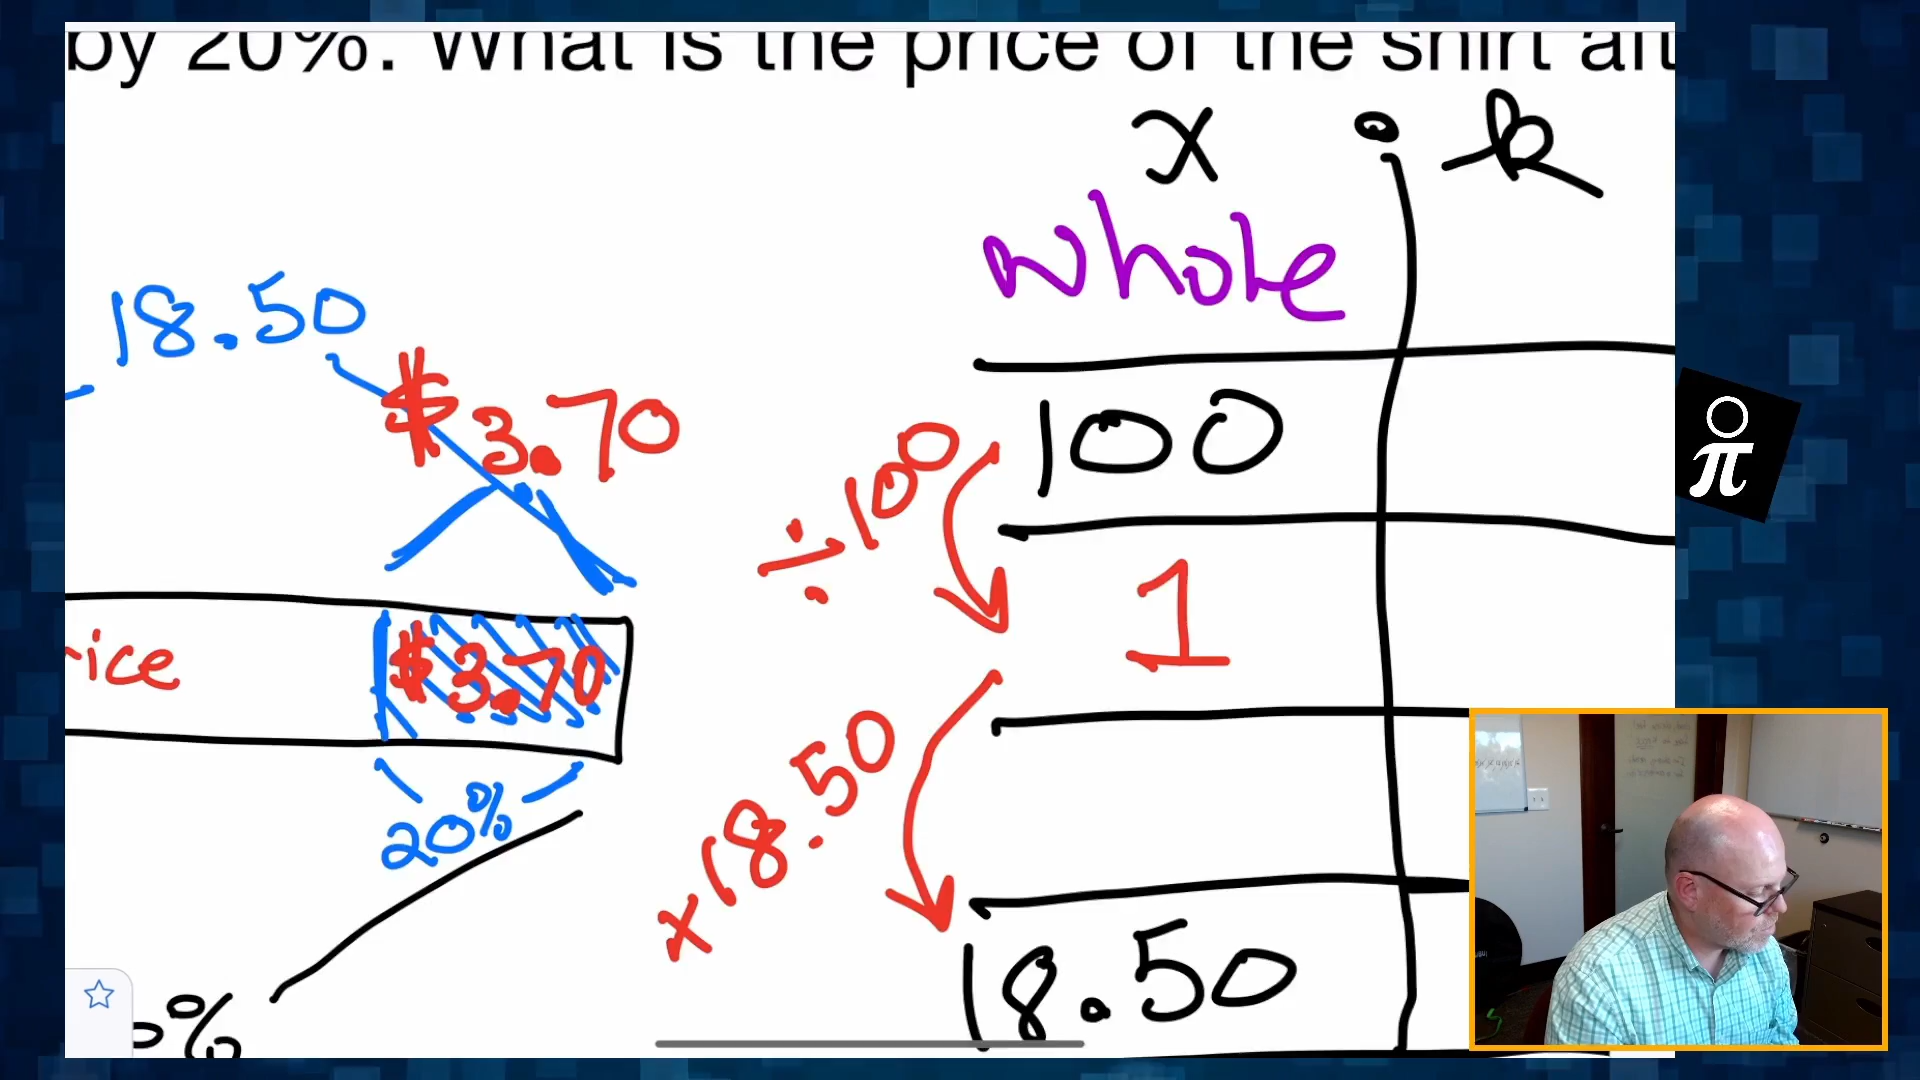 by 20%. What is the price of the shirt aft
x
k
whole
18.50
$3.70
÷100
100
1
rice
$3.70
20%
×18.50
18.50
0%
π